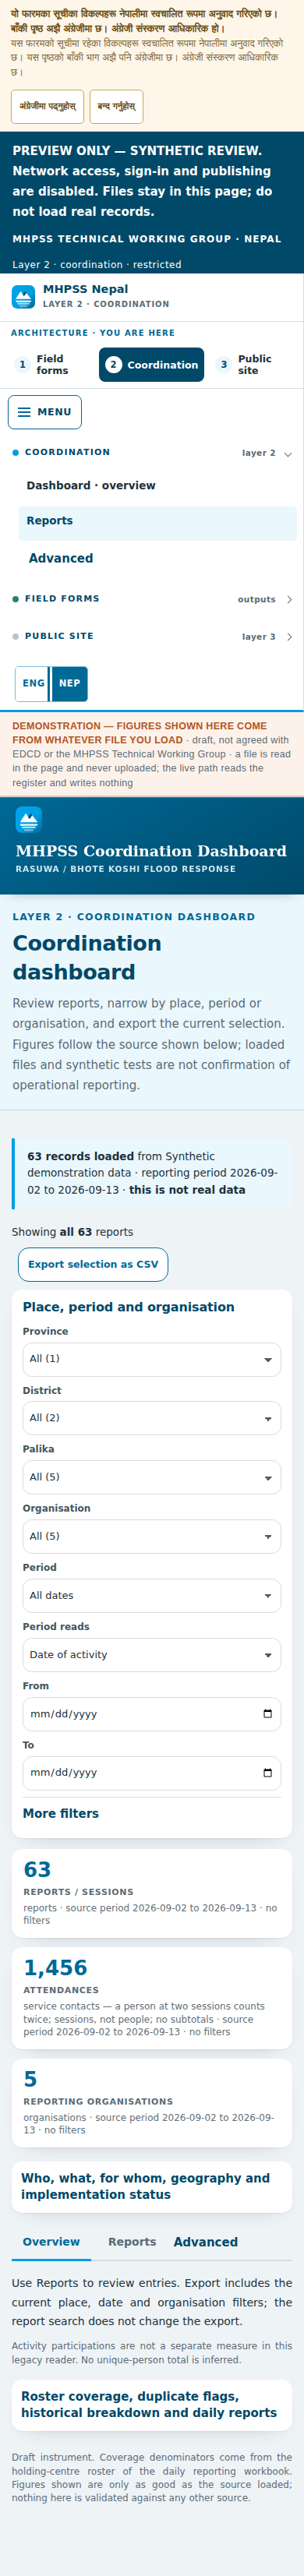 यो फारमका सूचीका विकल्पहरू स्वचालित रूपमा अनुवाद गरिएको छ।
बाँकी पृष्ठ अझै अंग्रेजीमा छ। अंग्रेजी संस्करण आधिकारिक हो।
यस फारमको सूचीमा रहेका विकल्पहरू स्वचालित रूपमा नेपालीमा अनुवाद गरिएको
छ। यस पृष्ठको बाँकी भाग अझै पनि अंग्रेजीमा छ। अंग्रेजी संस्करण आधिकारिक
छ।
अंग्रेजीमा पढ्नुहोस्
बन्द गर्नुहोस्
PREVIEW ONLY — SYNTHETIC REVIEW.
Network access, sign-in and publishing
are disabled. Files stay in this page; do
not load real records.
MHPSS TECHNICAL WORKING GROUP · NEPAL
Layer 2 · coordination · restricted
MHPSS Nepal
LAYER 2 · COORDINATION
ARCHITECTURE · YOU ARE HERE
1 Field forms
2 Coordination
3 Public site
MENU
COORDINATION layer 2
Dashboard · overview
Reports
Advanced
FIELD FORMS outputs
PUBLIC SITE layer 3
ENG NEP
DEMONSTRATION — FIGURES SHOWN HERE COME
FROM WHATEVER FILE YOU LOAD · draft, not agreed with
EDCD or the MHPSS Technical Working Group · a file is read
in the page and never uploaded; the live path reads the
register and writes nothing
MHPSS Coordination Dashboard
RASUWA / BHOTE KOSHI FLOOD RESPONSE
LAYER 2 · COORDINATION DASHBOARD
Coordination
dashboard
Review reports, narrow by place, period or
organisation, and export the current selection.
Figures follow the source shown below; loaded
files and synthetic tests are not confirmation of
operational reporting.
63 records loaded from Synthetic
demonstration data · reporting period 2026-09-
02 to 2026-09-13 · this is not real data
Showing all 63 reports
Export selection as CSV
Place, period and organisation
Province
All (1)
District
All (2)
Palika
All (5)
Organisation
All (5)
Period
All dates
Period reads
Date of activity
From
mm/dd/yyyy
To
mm/dd/yyyy
More filters
63
REPORTS / SESSIONS
reports · source period 2026-09-02 to 2026-09-13 · no
filters
1,456
ATTENDANCES
service contacts — a person at two sessions counts
twice; sessions, not people; no subtotals · source
period 2026-09-02 to 2026-09-13 · no filters
5
REPORTING ORGANISATIONS
organisations · source period 2026-09-02 to 2026-09-
13 · no filters
Who, what, for whom, geography and
implementation status
Overview Reports Advanced
Use Reports to review entries. Export includes the
current place, date and organisation filters; the
report search does not change the export.
Activity participations are not a separate measure in this
legacy reader. No unique-person total is inferred.
Roster coverage, duplicate flags,
historical breakdown and daily reports
Draft instrument. Coverage denominators come from the
holding-centre roster of the daily reporting workbook.
Figures shown are only as good as the source loaded;
nothing here is validated against any other source.